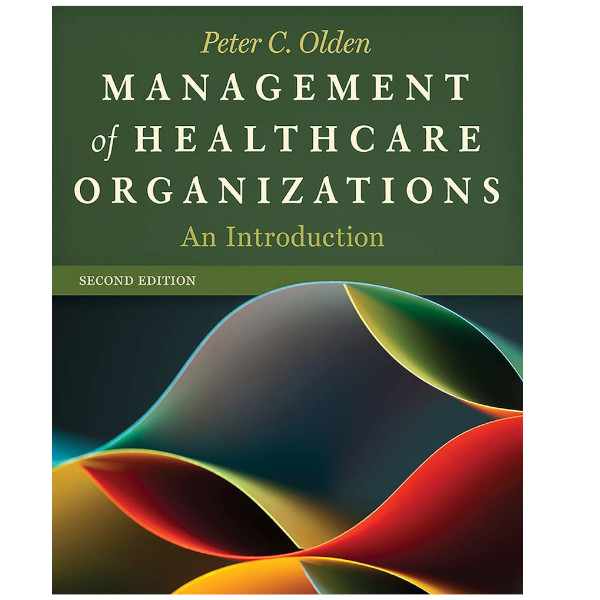 Peter C. Olden
MANAGEMENT
of HEALTHCARE
ORGANIZATIONS
An Introduction
SECOND EDITION